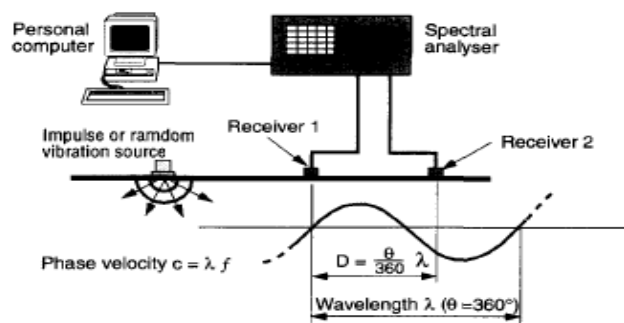 Personal
computer
Spectral
analyser
Impulse or ramdom
vibration source
Receiver 1
Receiver 2
Phase velocity c = λ f
D = θ/360 λ
Wavelength λ (θ =360°)